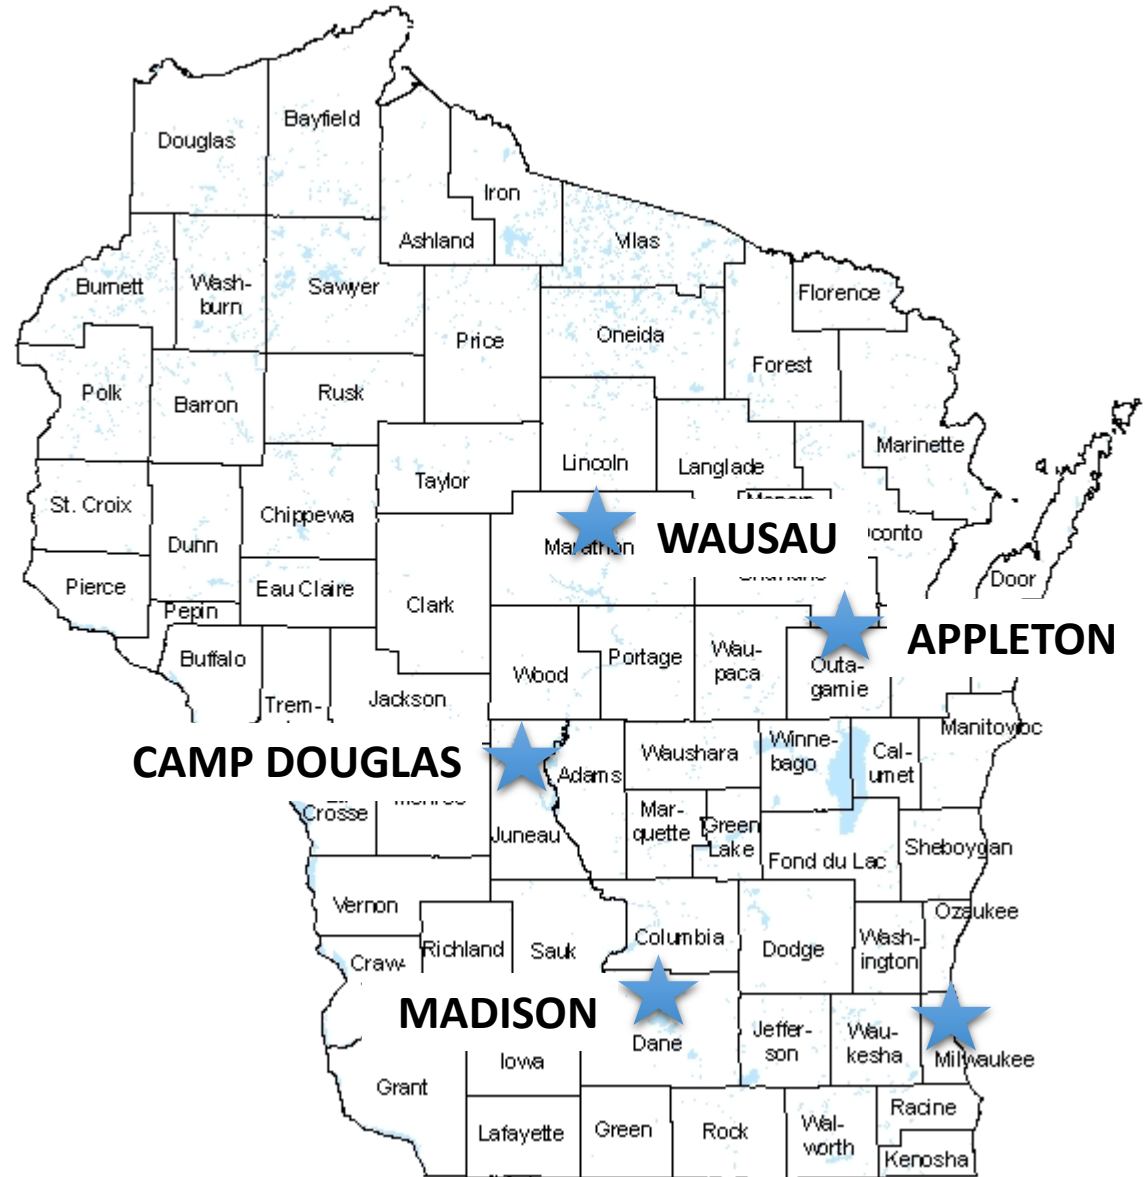 Bayfield
Douglas
Iron
Ashland
Vilas
Burnett
Wash-
burn
Sawyer
Florence
Price
Oneida
Forest
Polk
Barron
Rusk
Marinette
Lincoln
Langlade
Taylor
St. Croix
Chippewa
Dunn
Marathon
WAUSAU
conto
Door
Pierce
Eau Claire
Clark
Pepin
APPLETON
Buffalo
Wood
Portage
Wau-
paca
Outa-
gamie
Trem-
Jackson
Manitowoc
CAMP DOUGLAS
Adams
Waushara
Winne-
bago
Cal-
umet
Crosse
Juneau
Mar-
quette
Green
Lake
Fond du Lac
Sheboygan
Vernon
Ozaukee
Richland
Sauk
Columbia
Dodge
Wash-
ington
Craw-
MADISON
Dane
Jeffer-
son
Wau-
kesha
Milwaukee
Iowa
Grant
Racine
Lafayette
Green
Rock
Wal-
worth
Kenosha